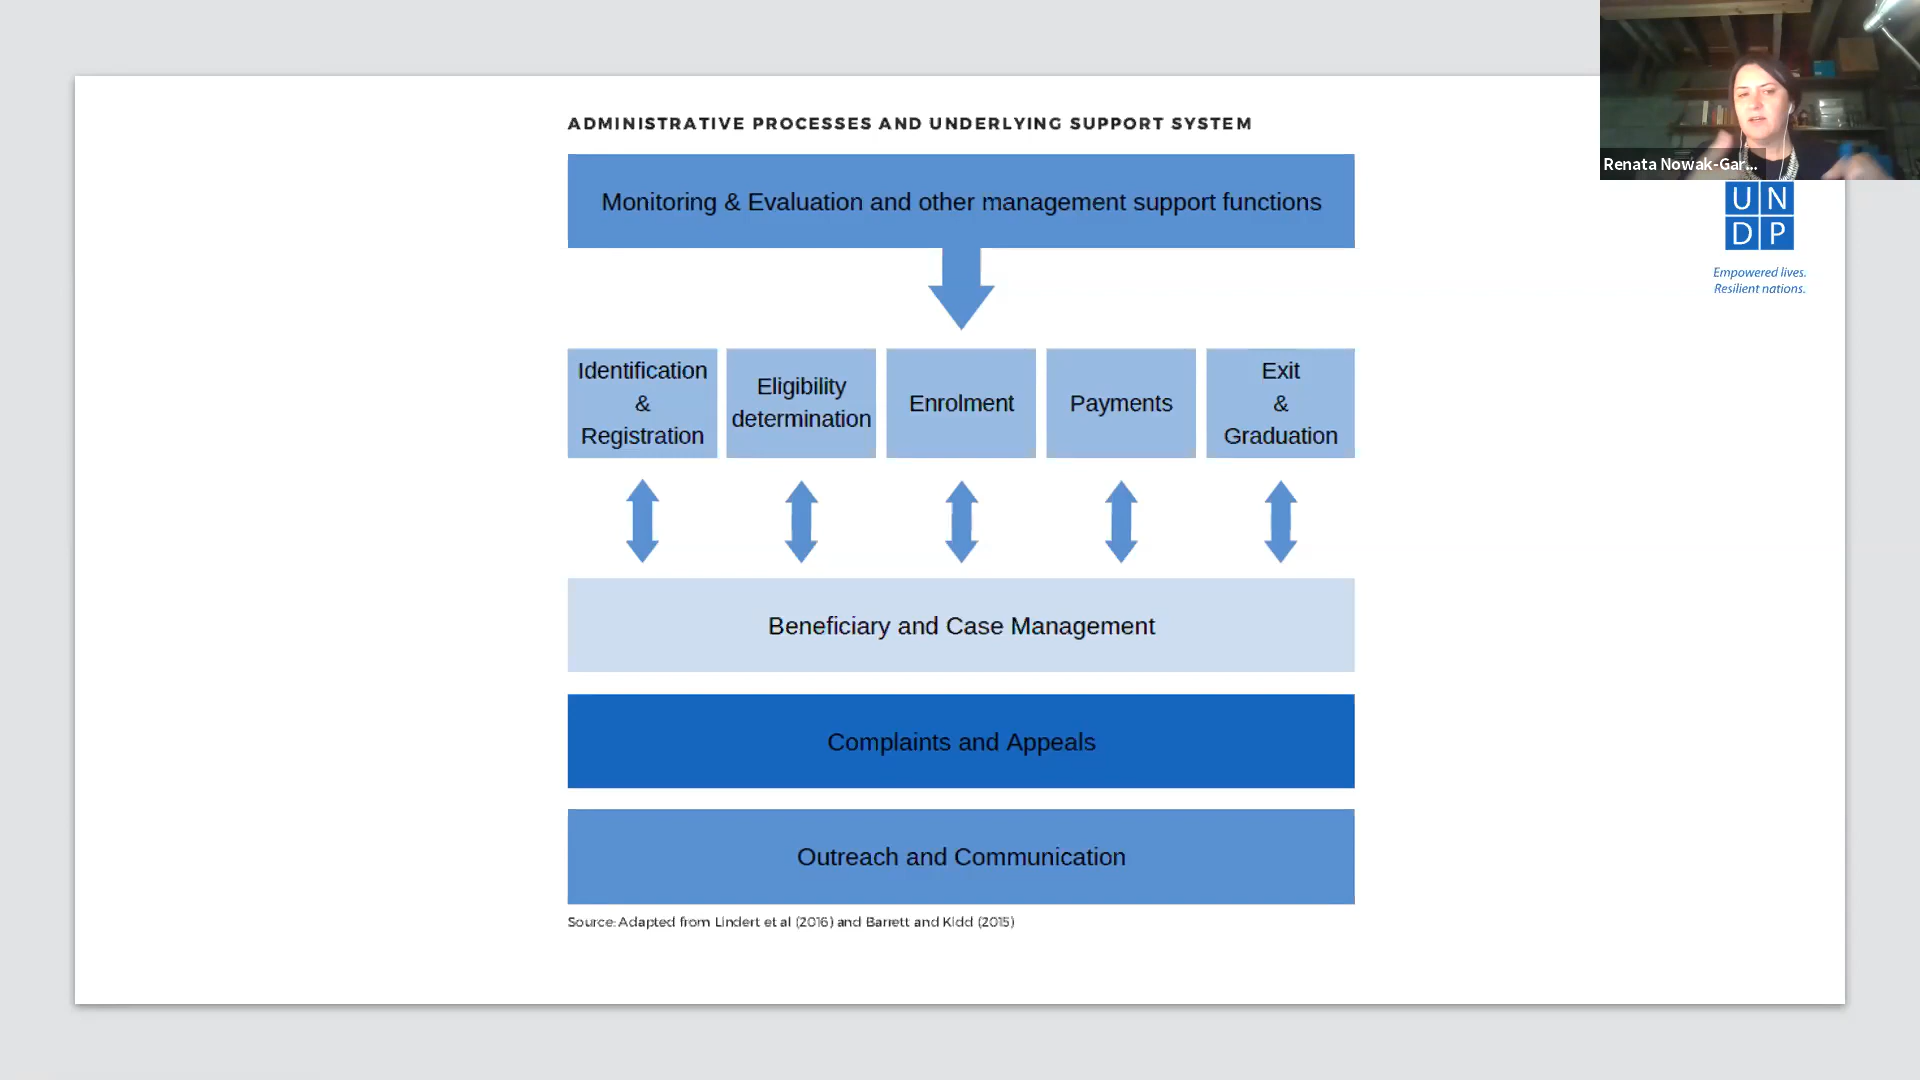 ADMINISTRATIVE PROCESSES AND UNDERLYING SUPPORT SYSTEM
Monitoring & Evaluation and other management support functions
Identification
&
Registration
Eligibility
determination
Enrolment
Payments
Exit
&
Graduation
Beneficiary and Case Management
Complaints and Appeals
Outreach and Communication
Source: Adapted from Lindert et al (2016) and Barrett and Kidd (2015)
Renata Nowak-Gar...
U N
D P
Empowered lives.
Resilient nations.